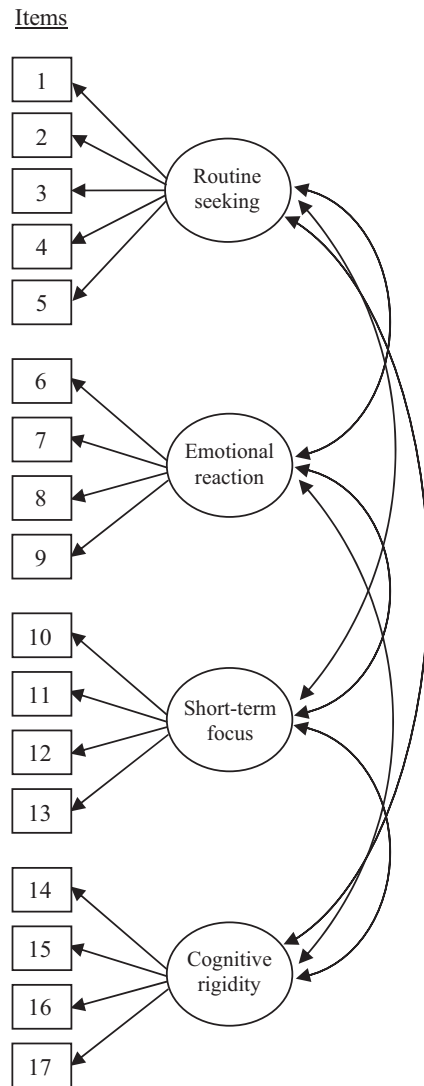 Items
1
2
3
4
5
Routine
seeking
6
7
8
9
Emotional
reaction
10
11
12
13
Short-term
focus
14
15
16
17
Cognitive
rigidity